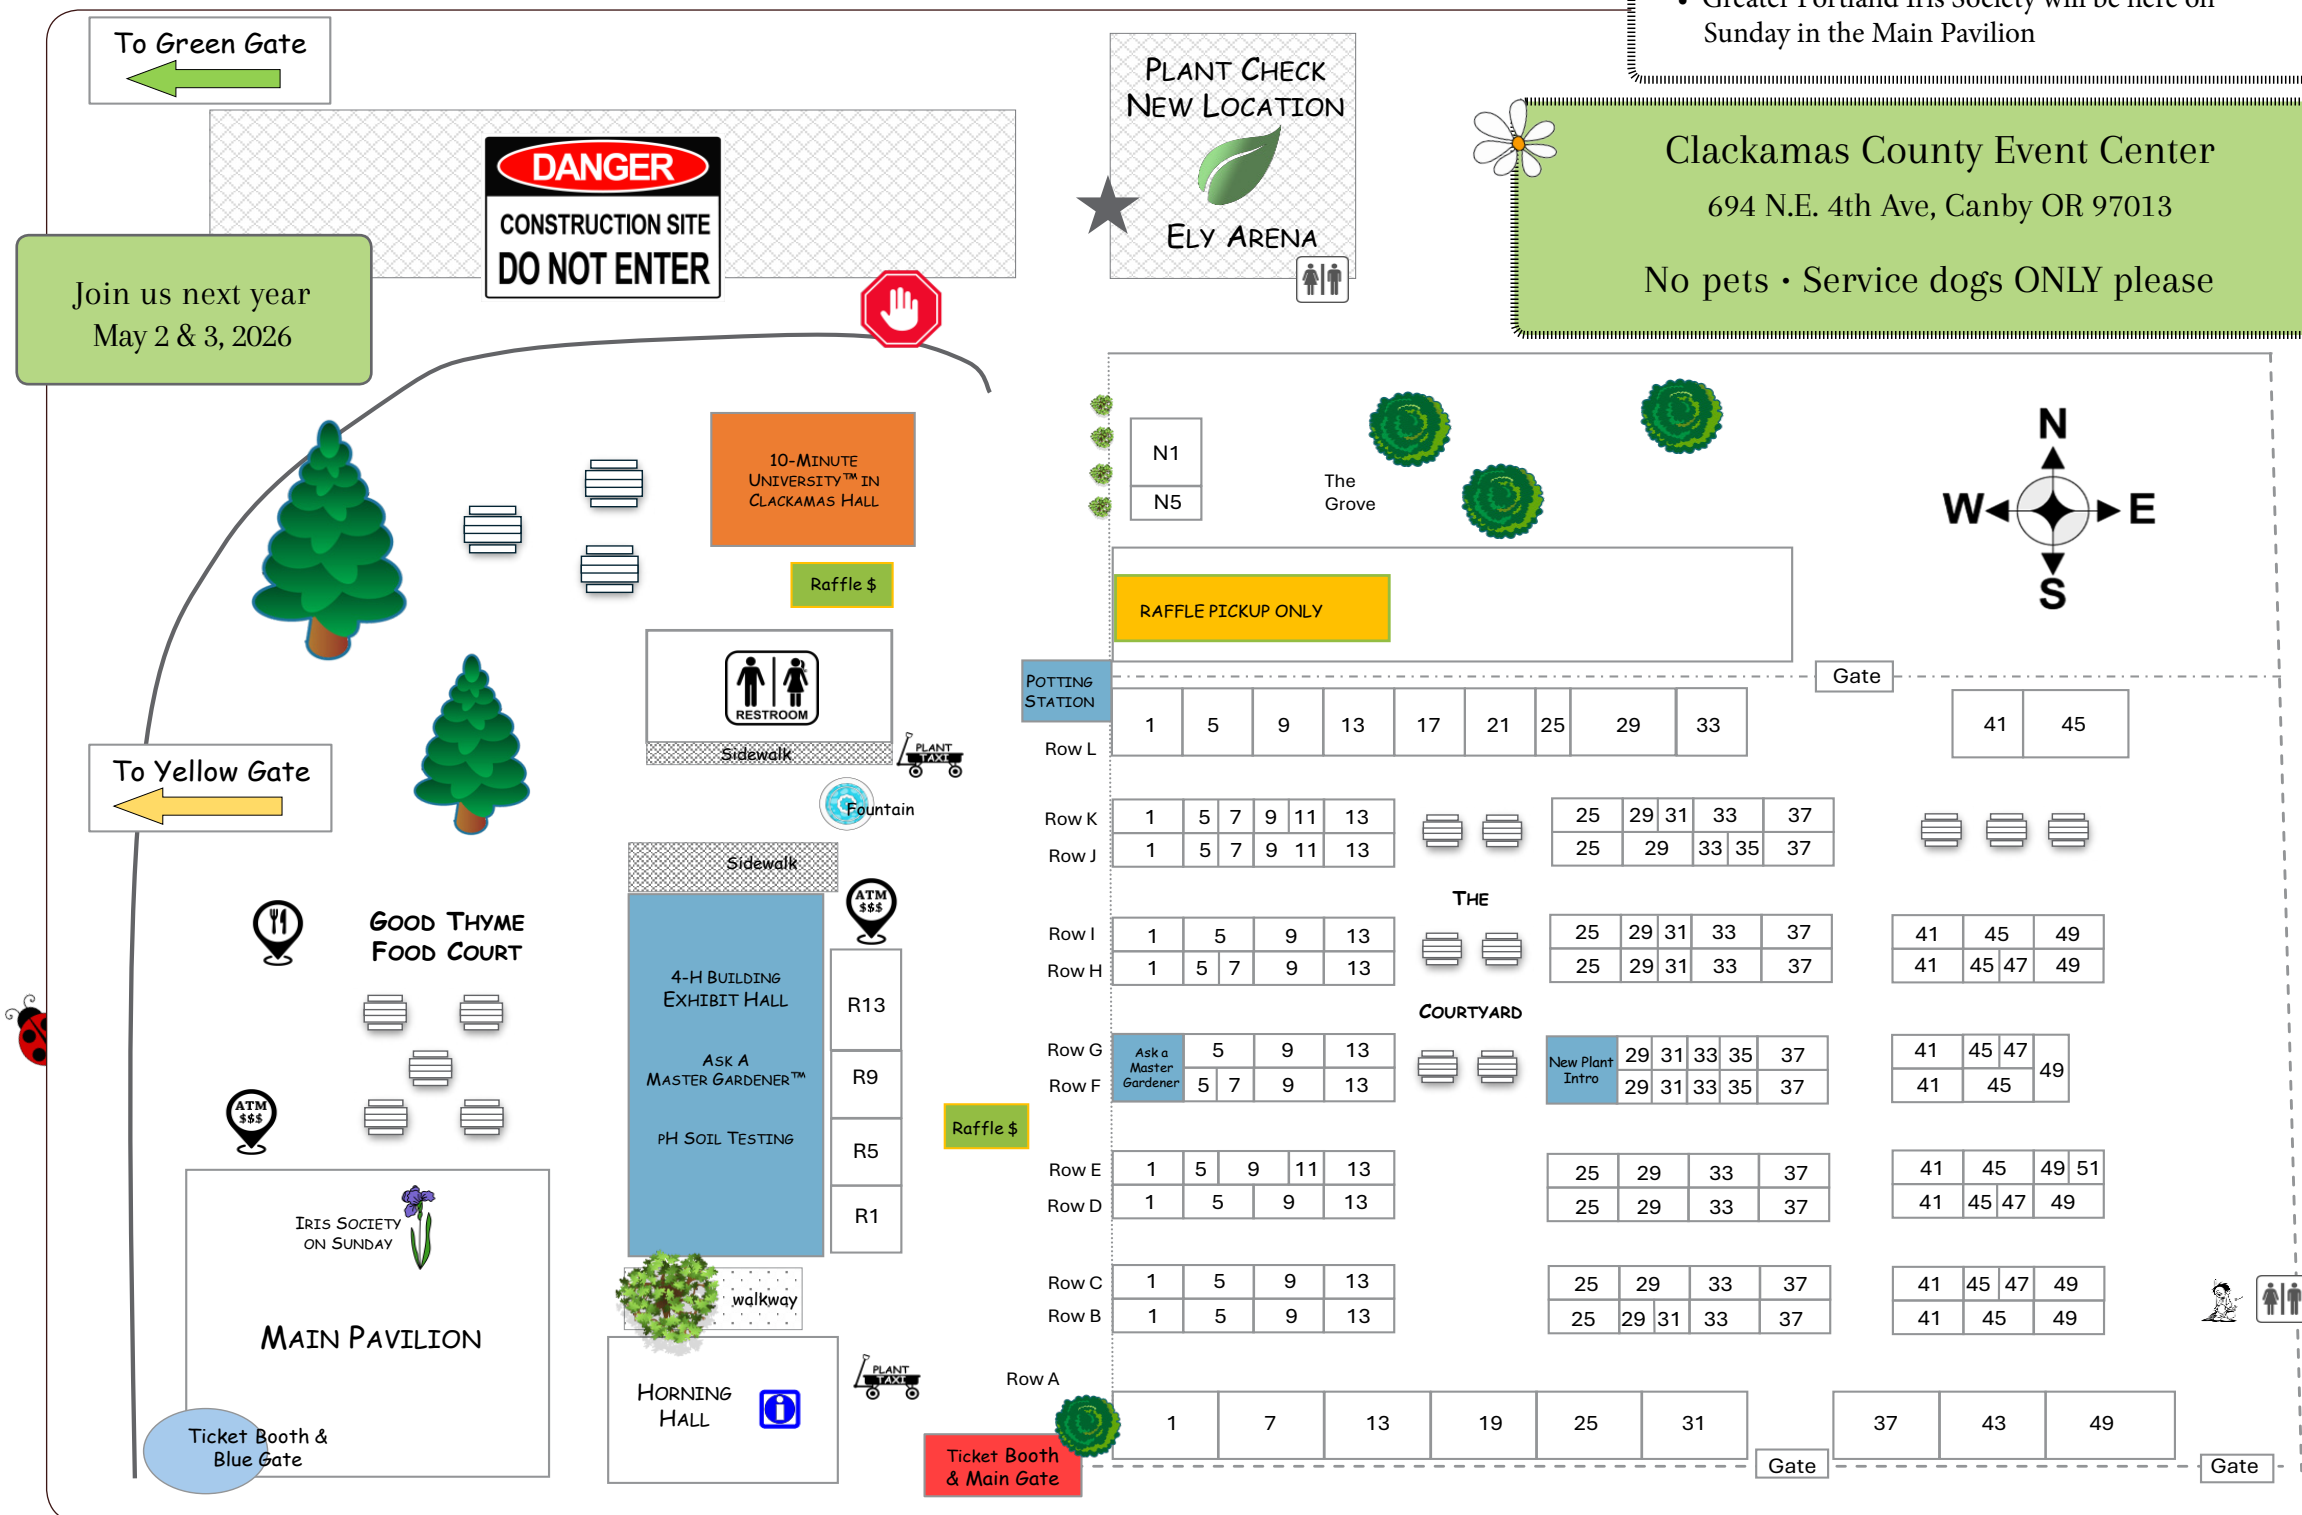 • Greater Portland Iris Society will be here on
Sunday in the Main Pavilion
To Green Gate
PLANT CHECK
NEW LOCATION
ELY ARENA
DANGER
CONSTRUCTION SITE
DO NOT ENTER
Clackamas County Event Center
694 N.E. 4th Ave, Canby OR 97013
No pets • Service dogs ONLY please
Join us next year
May 2 & 3, 2026
10-MINUTE
UNIVERSITY™ IN
CLACKAMAS HALL
Raffle $
N1
N5
The
Grove
N
W E
S
RAFFLE PICKUP ONLY
RESTROOM
Sidewalk
PLANT
TAXI
Fountain
POTTING
STATION
Gate
Row L
1 5 9 13 17 21 25 29 33 41 45
To Yellow Gate
Row K
1 5 7 9 11 13 25 29 31 33 37
Row J
1 5 7 9 11 13 25 29 33 35 37
Sidewalk
ATM
$$$
THE
COURTYARD
GOOD THYME
FOOD COURT
4-H BUILDING
EXHIBIT HALL
ASK A
MASTER GARDENER™
PH SOIL TESTING
R13
R9
R5
R1
Row I
1 5 9 13 25 29 31 33 37 41 45 49
Row H
1 5 7 9 13 25 29 31 33 37 41 45 47 49
Ask a
Master
Gardener
New Plant
Intro
Row G
5 9 13 29 31 33 35 37 41 45 47 49
Row F
5 7 9 13 29 31 33 35 37 41 45
ATM
$$$
Raffle $
Row E
1 5 9 11 13 25 29 33 37 41 45 49 51
Row D
1 5 9 13 25 29 33 37 41 45 47 49
IRIS SOCIETY
ON SUNDAY
MAIN PAVILION
walkway
Row C
1 5 9 13 25 29 33 37 41 45 47 49
Row B
1 5 9 13 25 29 31 33 37 41 45 49
HORNING
HALL
PLANT
TAXI
Row A
1 7 13 19 25 31 37 43 49
Ticket Booth &
Blue Gate
Ticket Booth
& Main Gate
Gate
Gate